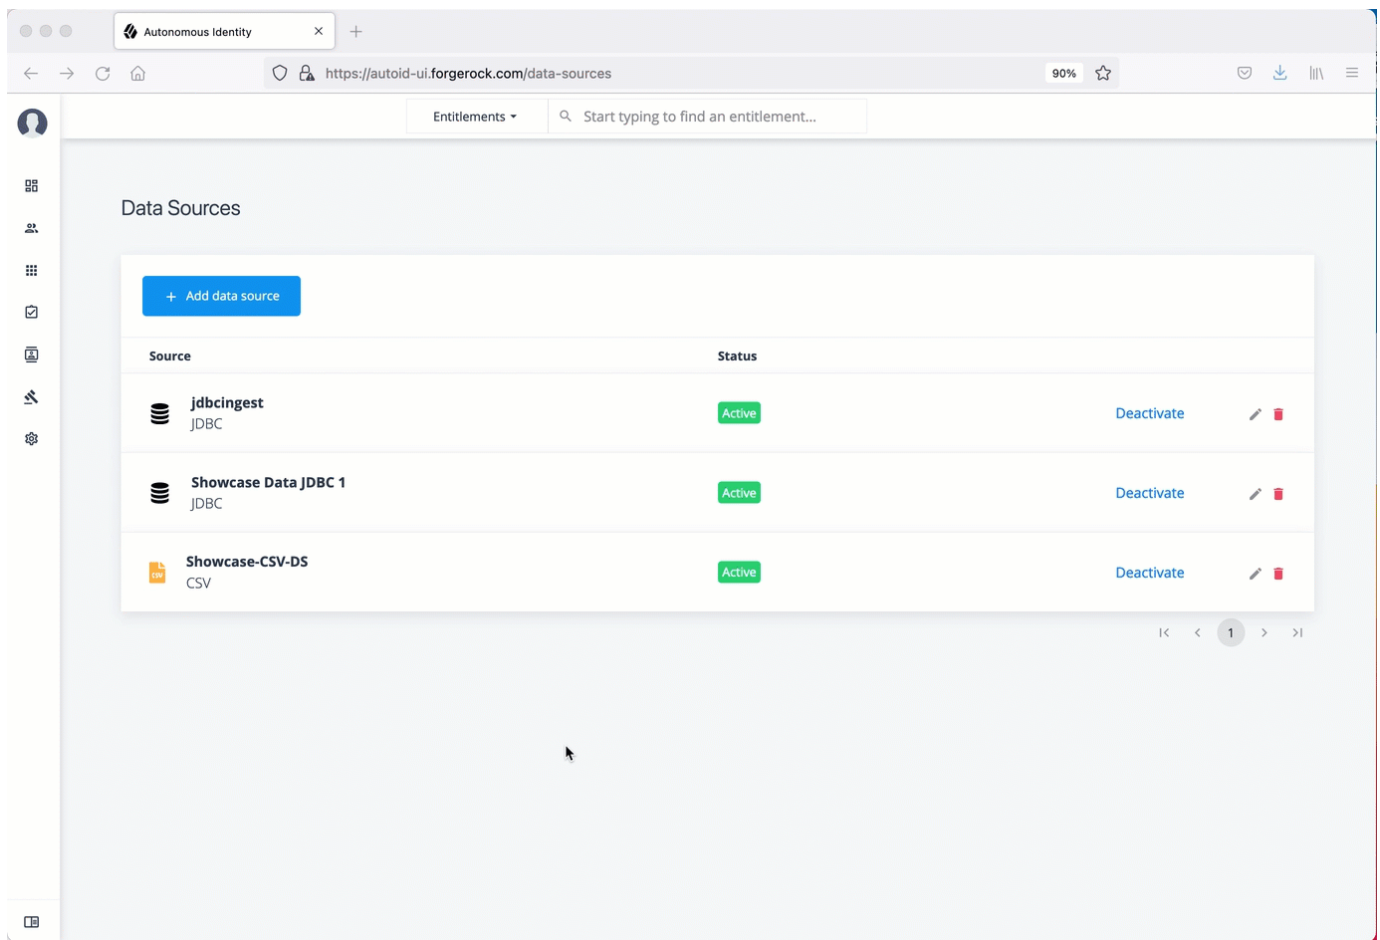 Autonomous Identity
https://autoid-ui.forgerock.com/data-sources
90%
Entitlements
Start typing to find an entitlement...
Data Sources
+ Add data source
Source Status
jdbcingest
JDBC
Active
Deactivate
Showcase Data JDBC 1
JDBC
Active
Deactivate
Showcase-CSV-DS
CSV
CSV
Active
Deactivate
1